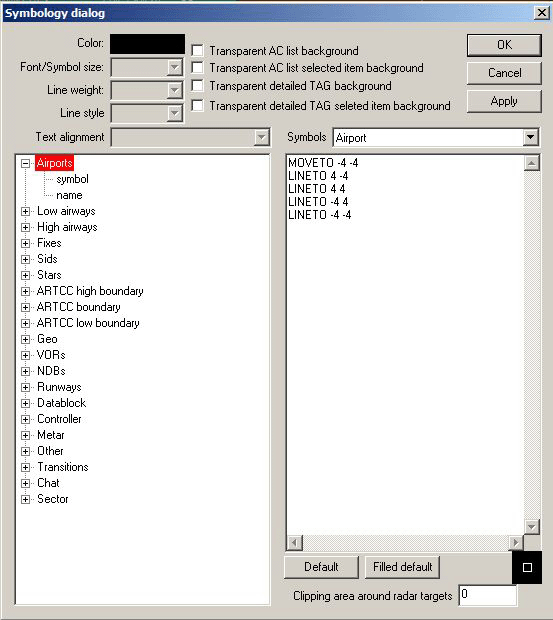 Symbology dialog
Color:
Font/Symbol size:
Line weight:
Line style
Text alignment
Transparent AC list background
Transparent AC list selected item background
Transparent detailed TAG background
Transparent detailed TAG seleted item background
OK
Cancel
Apply
Symbols
Airport
Airports
symbol
name
Low airways
High airways
Fixes
Sids
Stars
ARTCC high boundary
ARTCC boundary
ARTCC low boundary
Geo
VORs
NDBs
Runways
Datablock
Controller
Metar
Other
Transitions
Chat
Sector
MOVETO -4 -4
LINETO 4 -4
LINETO 4 4
LINETO -4 4
LINETO -4 -4
Default
Filled default
Clipping area around radar targets
0